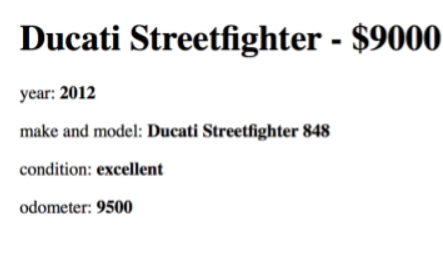 Ducati Streetfighter - $9000
year: 2012
make and model: Ducati Streetfighter 848
condition: excellent
odometer: 9500